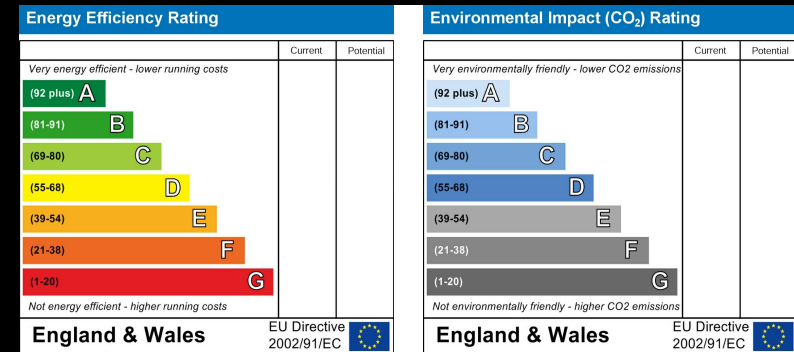 Energy Efficiency Rating
Current Potential
Very energy efficient - lower running costs
(92 plus) A
(81-91) B
(69-80) C
(55-68) D
(39-54) E
(21-38) F
(1-20) G
Not energy efficient - higher running costs
England & Wales
EU Directive
2002/91/EC
Environmental Impact (CO₂) Rating
Current Potential
Very environmentally friendly - lower CO2 emissions
(92 plus) A
(81-91) B
(69-80) C
(55-68) D
(39-54) E
(21-38) F
(1-20) G
Not environmentally friendly - higher CO2 emissions
England & Wales
EU Directive
2002/91/EC